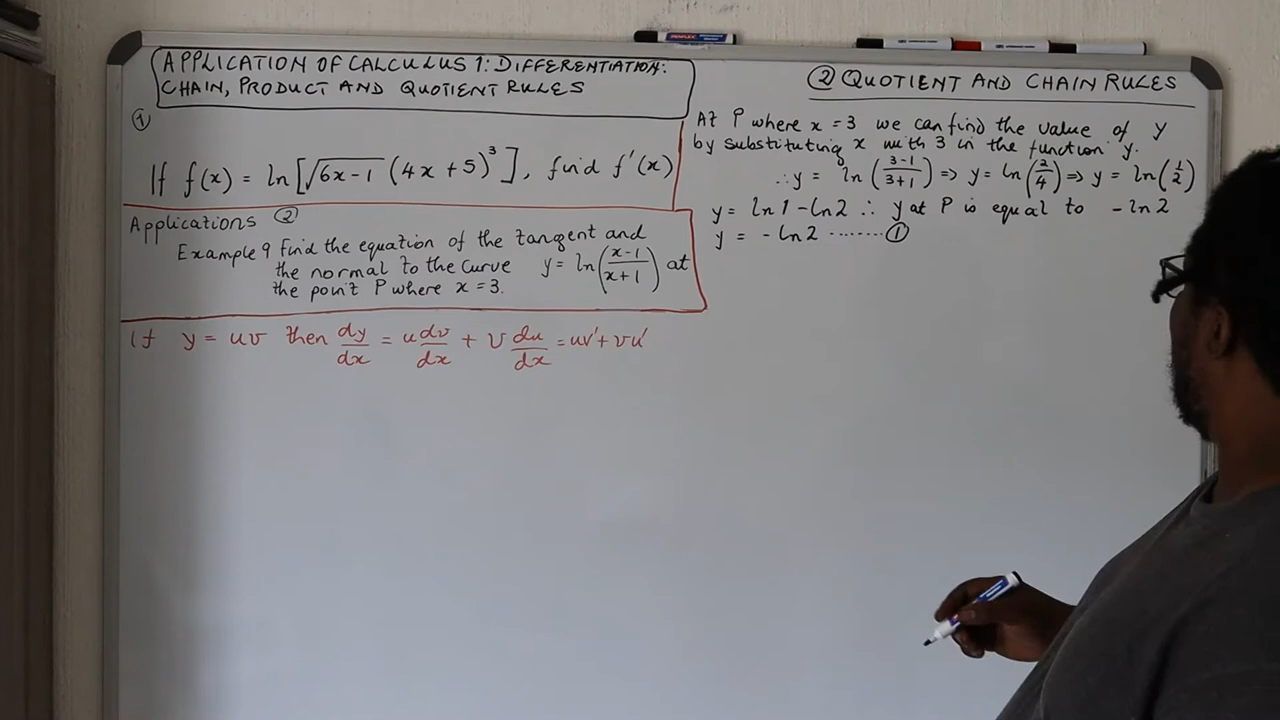 APPLICATION OF CALCULUS 1: DIFFERENTIATION:
CHAIN, PRODUCT AND QUOTIENT RULES
①
If f(x) = ln[√(6x-1) (4x+5)³], find f'(x)
Applications ②
Example 9 Find the equation of the tangent and
the normal to the curve y = ln((x-1)/(x+1)) at
the point P where x = 3.
If y = uv then dy/dx = u dv/dx + v du/dx = uv' + vu'
② QUOTIENT AND CHAIN RULES
At P where x = 3 we can find the value of y
by substituting x with 3 in the function y.
∴ y = ln((3-1)/(3+1)) ⇒ y = ln(2/4) ⇒ y = ln(1/2)
y = ln1 - ln2 ∴ y at P is equal to -ln2
y = -ln2 ........ ①